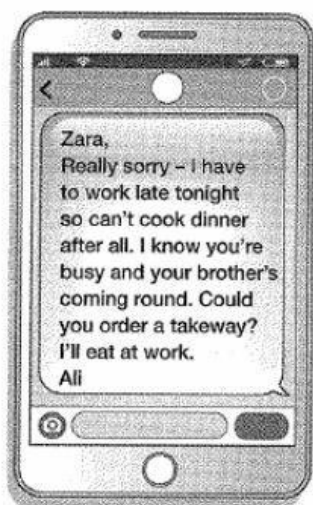 Zara,
Really sorry – I have
to work late tonight
so can't cook dinner
after all. I know you're
busy and your brother's
coming round. Could
you order a takeway?
I'll eat at work.
Ali